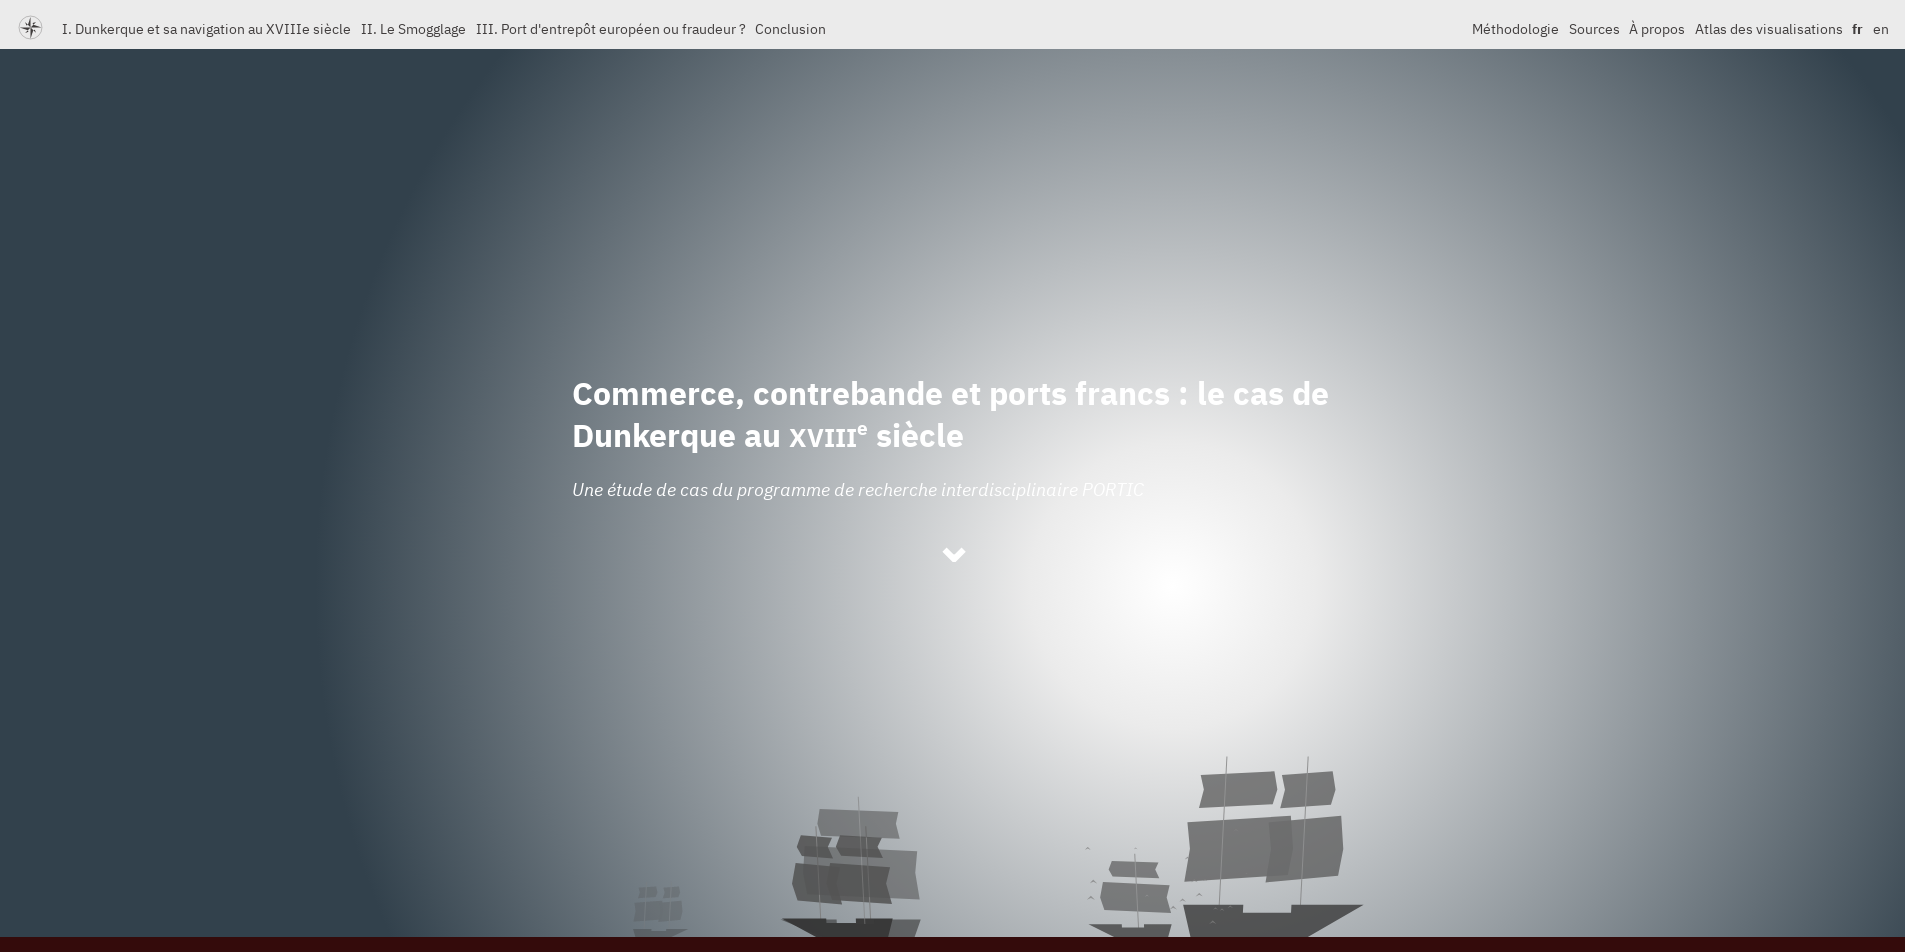 I. Dunkerque et sa navigation au XVIIIe siècle II. Le Smogglage III. Port d'entrepôt européen ou fraudeur ? Conclusion Méthodologie Sources À propos Atlas des visualisations fr en
Commerce, contrebande et ports francs : le cas de
Dunkerque au XVIIIe siècle
Une étude de cas du programme de recherche interdisciplinaire PORTIC